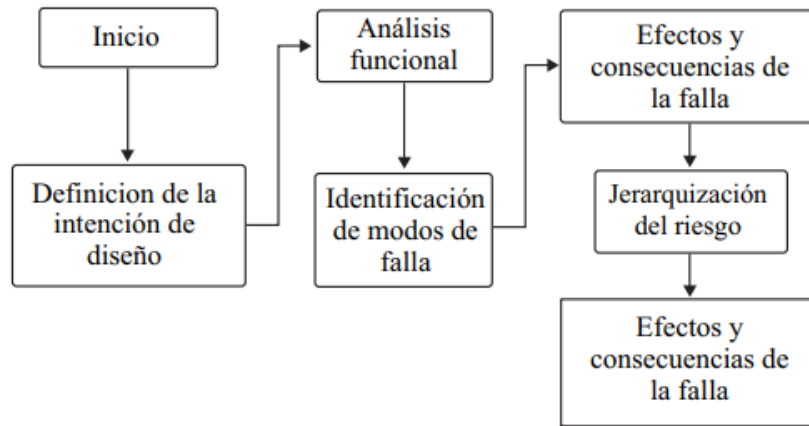 Inicio
Definicion de la
intención de
diseño
Análisis
funcional
Identificación
de modos de
falla
Efectos y
consecuencias de
la falla
Jerarquización
del riesgo
Efectos y
consecuencias de
la falla